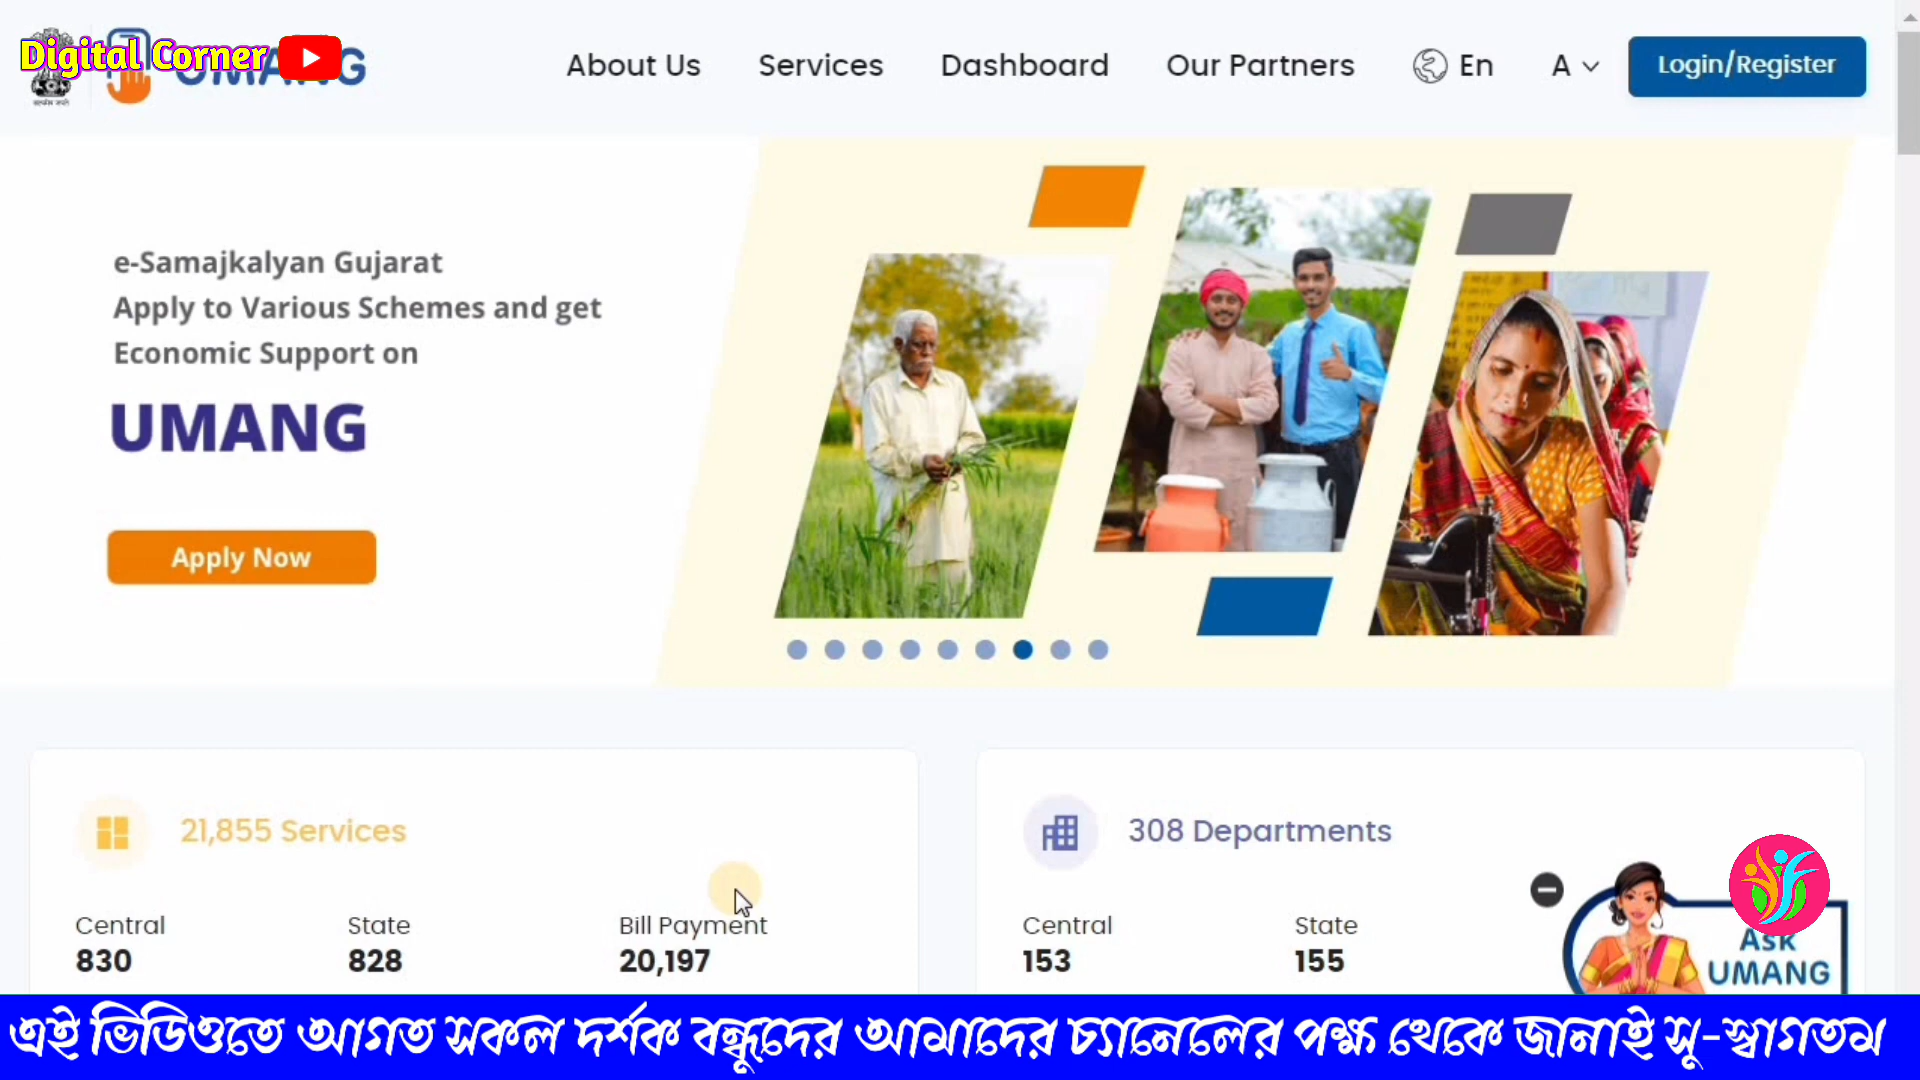 Digital Corner
UMANG
About Us
Services
Dashboard
Our Partners
En
A
Login/Register
e-Samajkalyan Gujarat
Apply to Various Schemes and get
Economic Support on
UMANG
Apply Now
21,855 Services
Central
830
State
828
Bill Payment
20,197
308 Departments
Central
153
State
155
Ask
UMANG
এই ভিডিওতে আগত সকল দর্শক বন্ধুদের আমাদের চ্যানেলের পক্ষ থেকে জানাই সূ-স্বাগতম